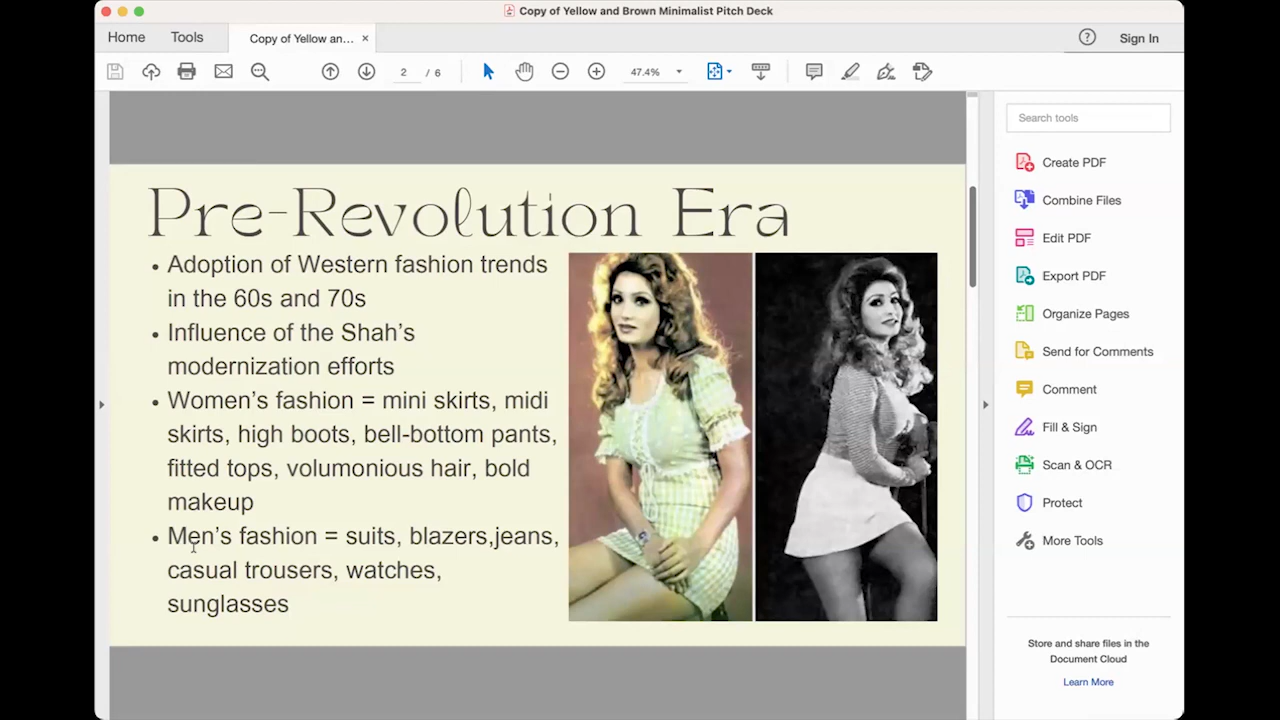 Copy of Yellow and Brown Minimalist Pitch Deck
Home
Tools
Copy of Yellow an... ×
? Sign In
2 / 6
47.4%
Search tools
Pre-Revolution Era
• Adoption of Western fashion trends
in the 60s and 70s
• Influence of the Shah's
modernization efforts
• Women's fashion = mini skirts, midi
skirts, high boots, bell-bottom pants,
fitted tops, volumonious hair, bold
makeup
• Men's fashion = suits, blazers,jeans,
casual trousers, watches,
sunglasses
Create PDF
Combine Files
Edit PDF
Export PDF
Organize Pages
Send for Comments
Comment
Fill & Sign
Scan & OCR
Protect
More Tools
Store and share files in the
Document Cloud
Learn More